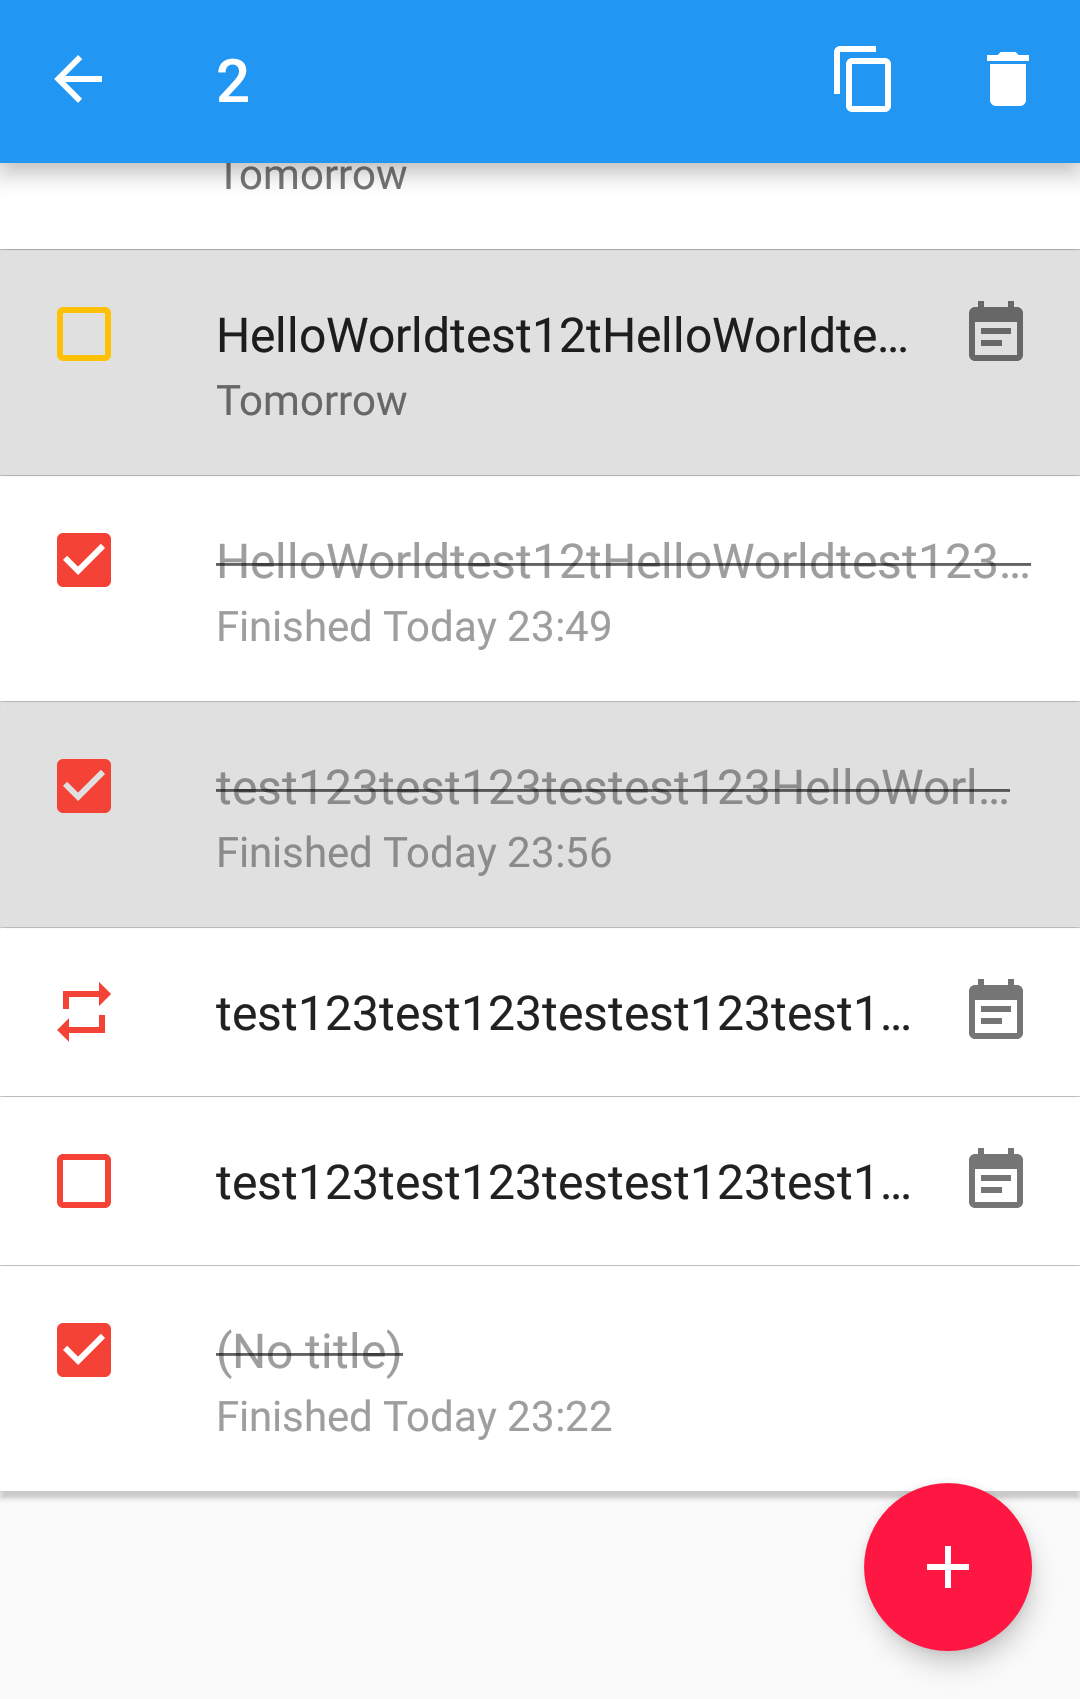 2
Tomorrow
HelloWorldtest12tHelloWorldte...
Tomorrow
HelloWorldtest12tHelloWorldtest123...
Finished Today 23:49
test123test123testest123HelloWorl...
Finished Today 23:56
test123test123testest123test1...
test123test123testest123test1...
(No title)
Finished Today 23:22